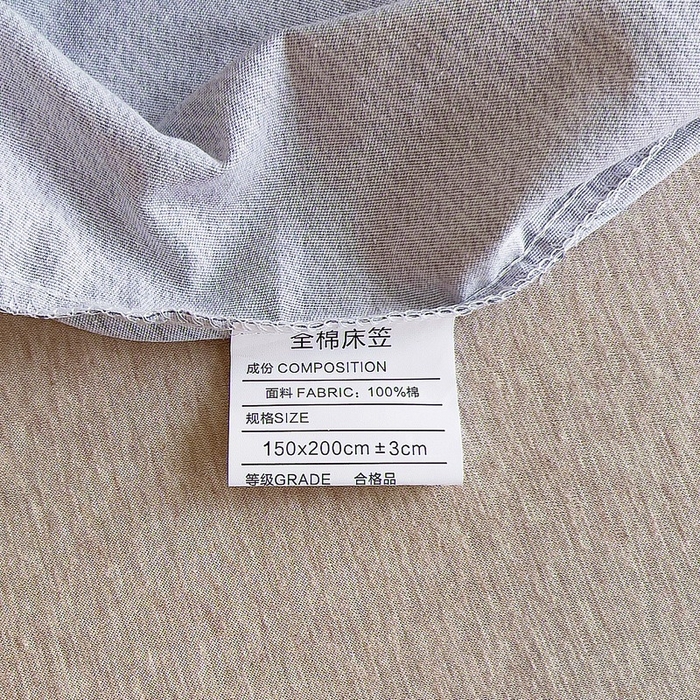 全棉床笠
成份 COMPOSITION
面料 FABRIC：100%棉
规格SIZE
150x200cm±3cm
等级GRADE 合格品